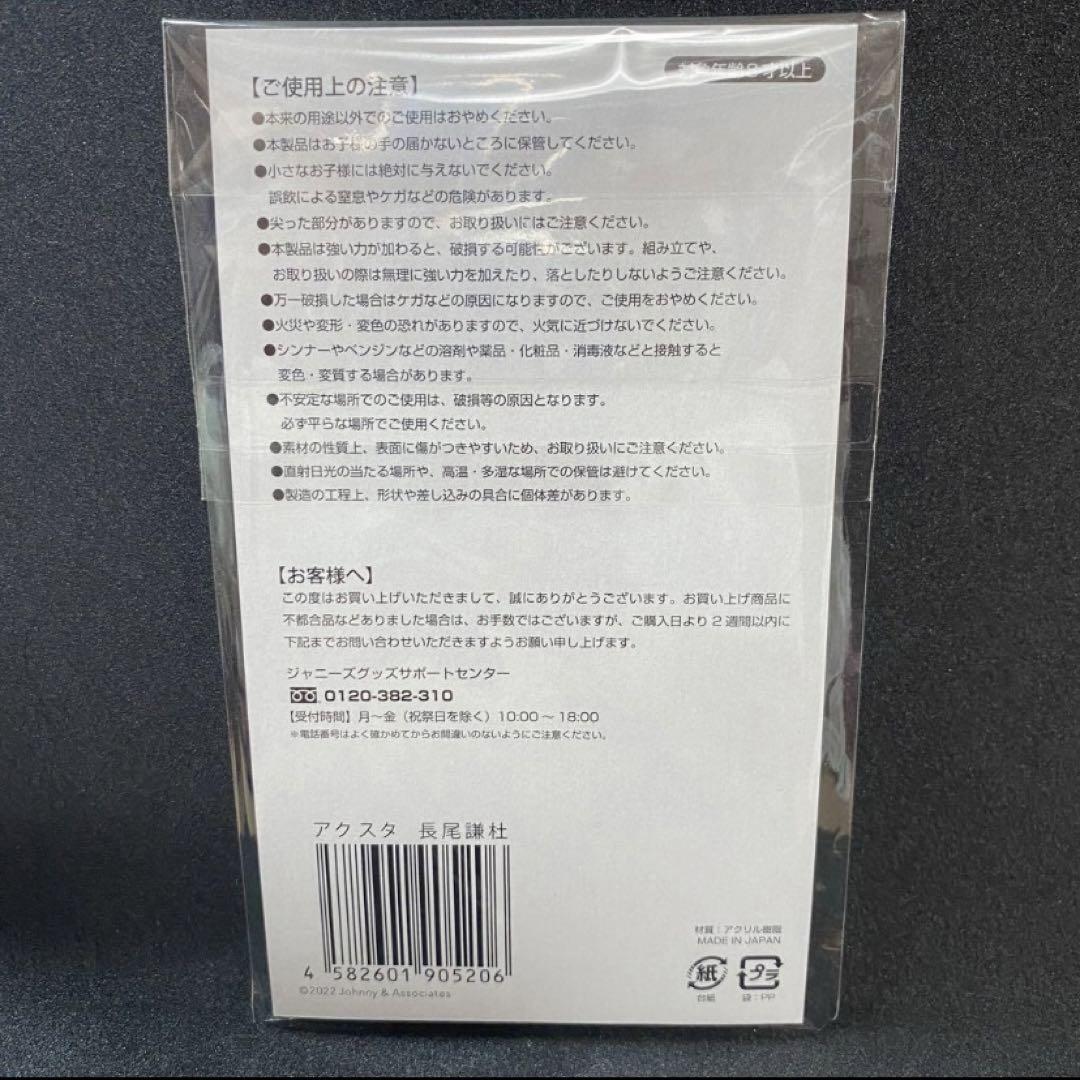 対象年齢8才以上
【ご使用上の注意】
●本来の用途以外でのご使用はおやめください。
●本製品はお子様の手の届かないところに保管してください。
●小さなお子様には絶対に与えないでください。
誤飲による窒息やケガなどの危険があります。
●尖った部分がありますので、お取り扱いにはご注意ください。
●本製品は強い力が加わると、破損する可能性がございます。組み立てや、
お取り扱いの際は無理に強い力を加えたり、落としたりしないようご注意ください。
●万一破損した場合はケガなどの原因になりますので、ご使用をおやめください。
●火災や変形・変色の恐れがありますので、火気に近づけないでください。
●シンナーやベンジンなどの溶剤や薬品・化粧品・消毒液などと接触すると
変色・変質する場合があります。
●不安定な場所でのご使用は、破損等の原因となります。
必ず平らな場所でご使用ください。
●素材の性質上、表面に傷がつきやすいため、お取り扱いにご注意ください。
●直射日光の当たる場所や、高温・多湿な場所での保管は避けてください。
●製造の工程上、形状や差し込みの具合に個体差があります。
【お客様へ】
この度はお買い上げいただきまして、誠にありがとうございます。お買い上げ商品に
不都合品などありました場合は、お手数ではございますが、ご購入日より2週間以内に
下記までお問い合わせいただきますようお願い申し上げます。
ジャニーズグッズサポートセンター
0120-382-310
【受付時間】月〜金(祝祭日を除く)10:00〜18:00
※電話番号はよく確かめてからお間違いのないようにご注意ください。
アクスタ 長尾謙杜
4 582601 905206
©2022 Johnny & Associates
材質:アクリル樹脂
MADE IN JAPAN
紙 プラ
台紙 袋:PP